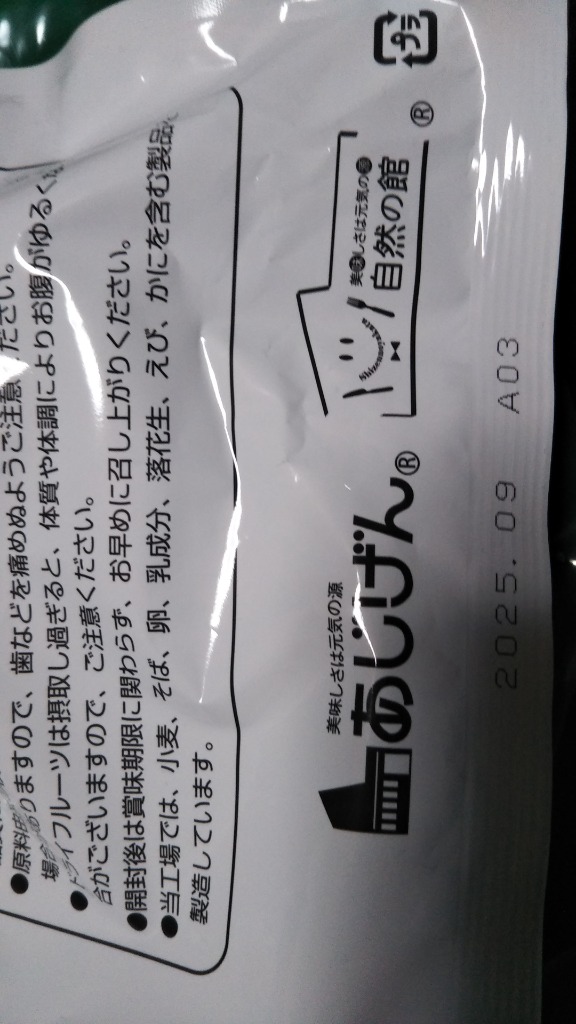 ●原料由
りますので、歯などを痛めぬようご注意ください。
●ドライフルーツは摂取し過ぎると、体質や体調によりお腹がゆるくな
合がございますので、ご注意ください。
●開封後は賞味期限に関わらず、お早めに召し上がりください。
●当工場では、小麦、そば、卵、乳成分、落花生、えび、かにを含む製品
製造しています。
美味しさは元気の源
あじげん®
美味しさは元気の源
自然の館®
プラ
2025.09 A03